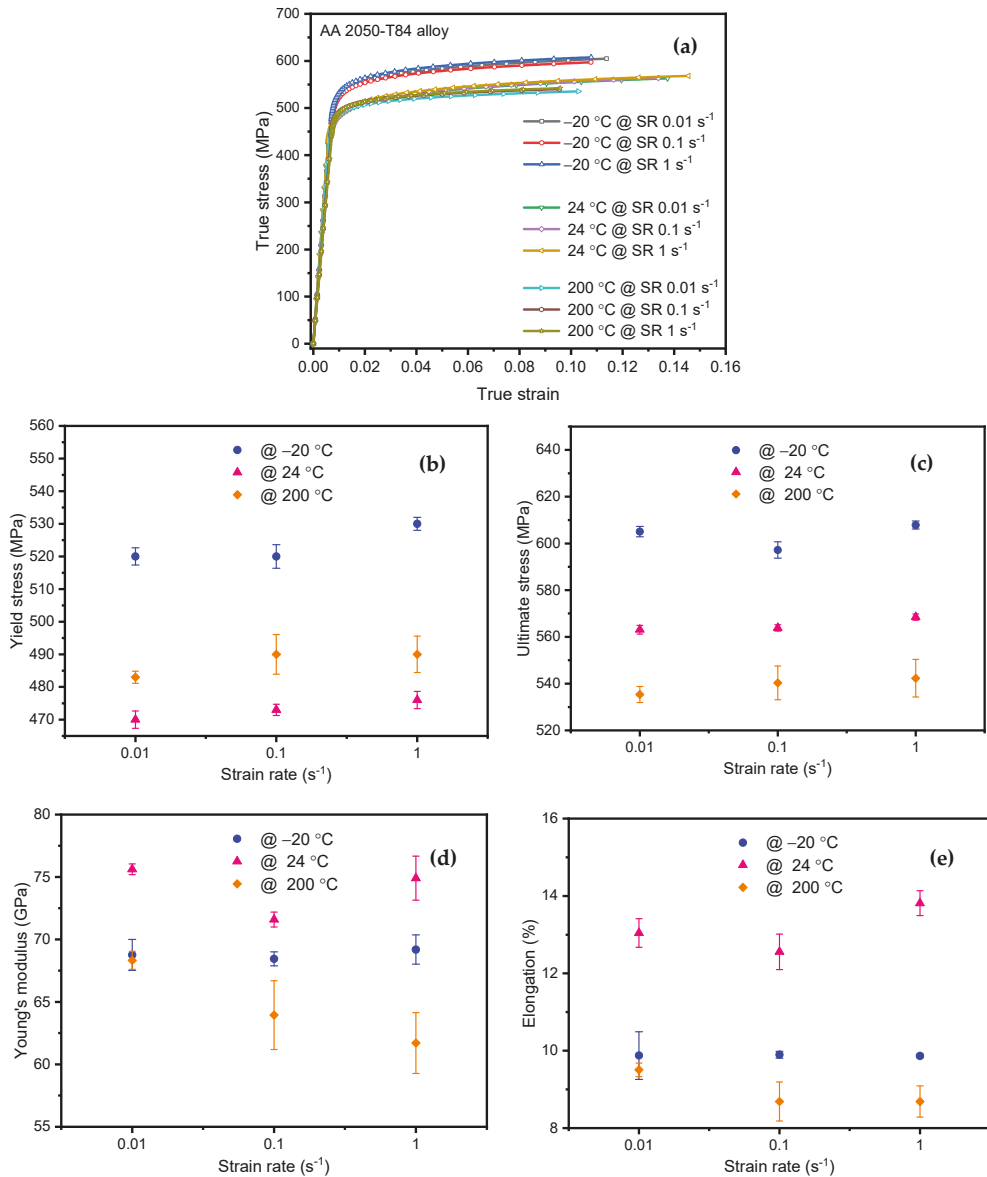 AA 2050-T84 alloy
(a)
700
600
500
400
300
200
100
0
True stress (MPa)
–20 °C @ SR 0.01 s-1
–20 °C @ SR 0.1 s-1
–20 °C @ SR 1 s-1
24 °C @ SR 0.01 s-1
24 °C @ SR 0.1 s-1
24 °C @ SR 1 s-1
200 °C @ SR 0.01 s-1
200 °C @ SR 0.1 s-1
200 °C @ SR 1 s-1
0.00 0.02 0.04 0.06 0.08 0.10 0.12 0.14 0.16
True strain
560
550
540
530
520
510
500
490
480
470
Yield stress (MPa)
@ –20 °C
@ 24 °C
@ 200 °C
(b)
0.01 0.1 1
Strain rate (s-1)
640
620
600
580
560
540
520
Ultimate stress (MPa)
@ –20 °C
@ 24 °C
@ 200 °C
(c)
0.01 0.1 1
Strain rate (s-1)
80
75
70
65
60
55
Young's modulus (GPa)
@ –20 °C
@ 24 °C
@ 200 °C
(d)
0.01 0.1 1
Strain rate (s-1)
16
14
12
10
8
Elongation (%)
@ –20 °C
@ 24 °C
@ 200 °C
(e)
0.01 0.1 1
Strain rate (s-1)